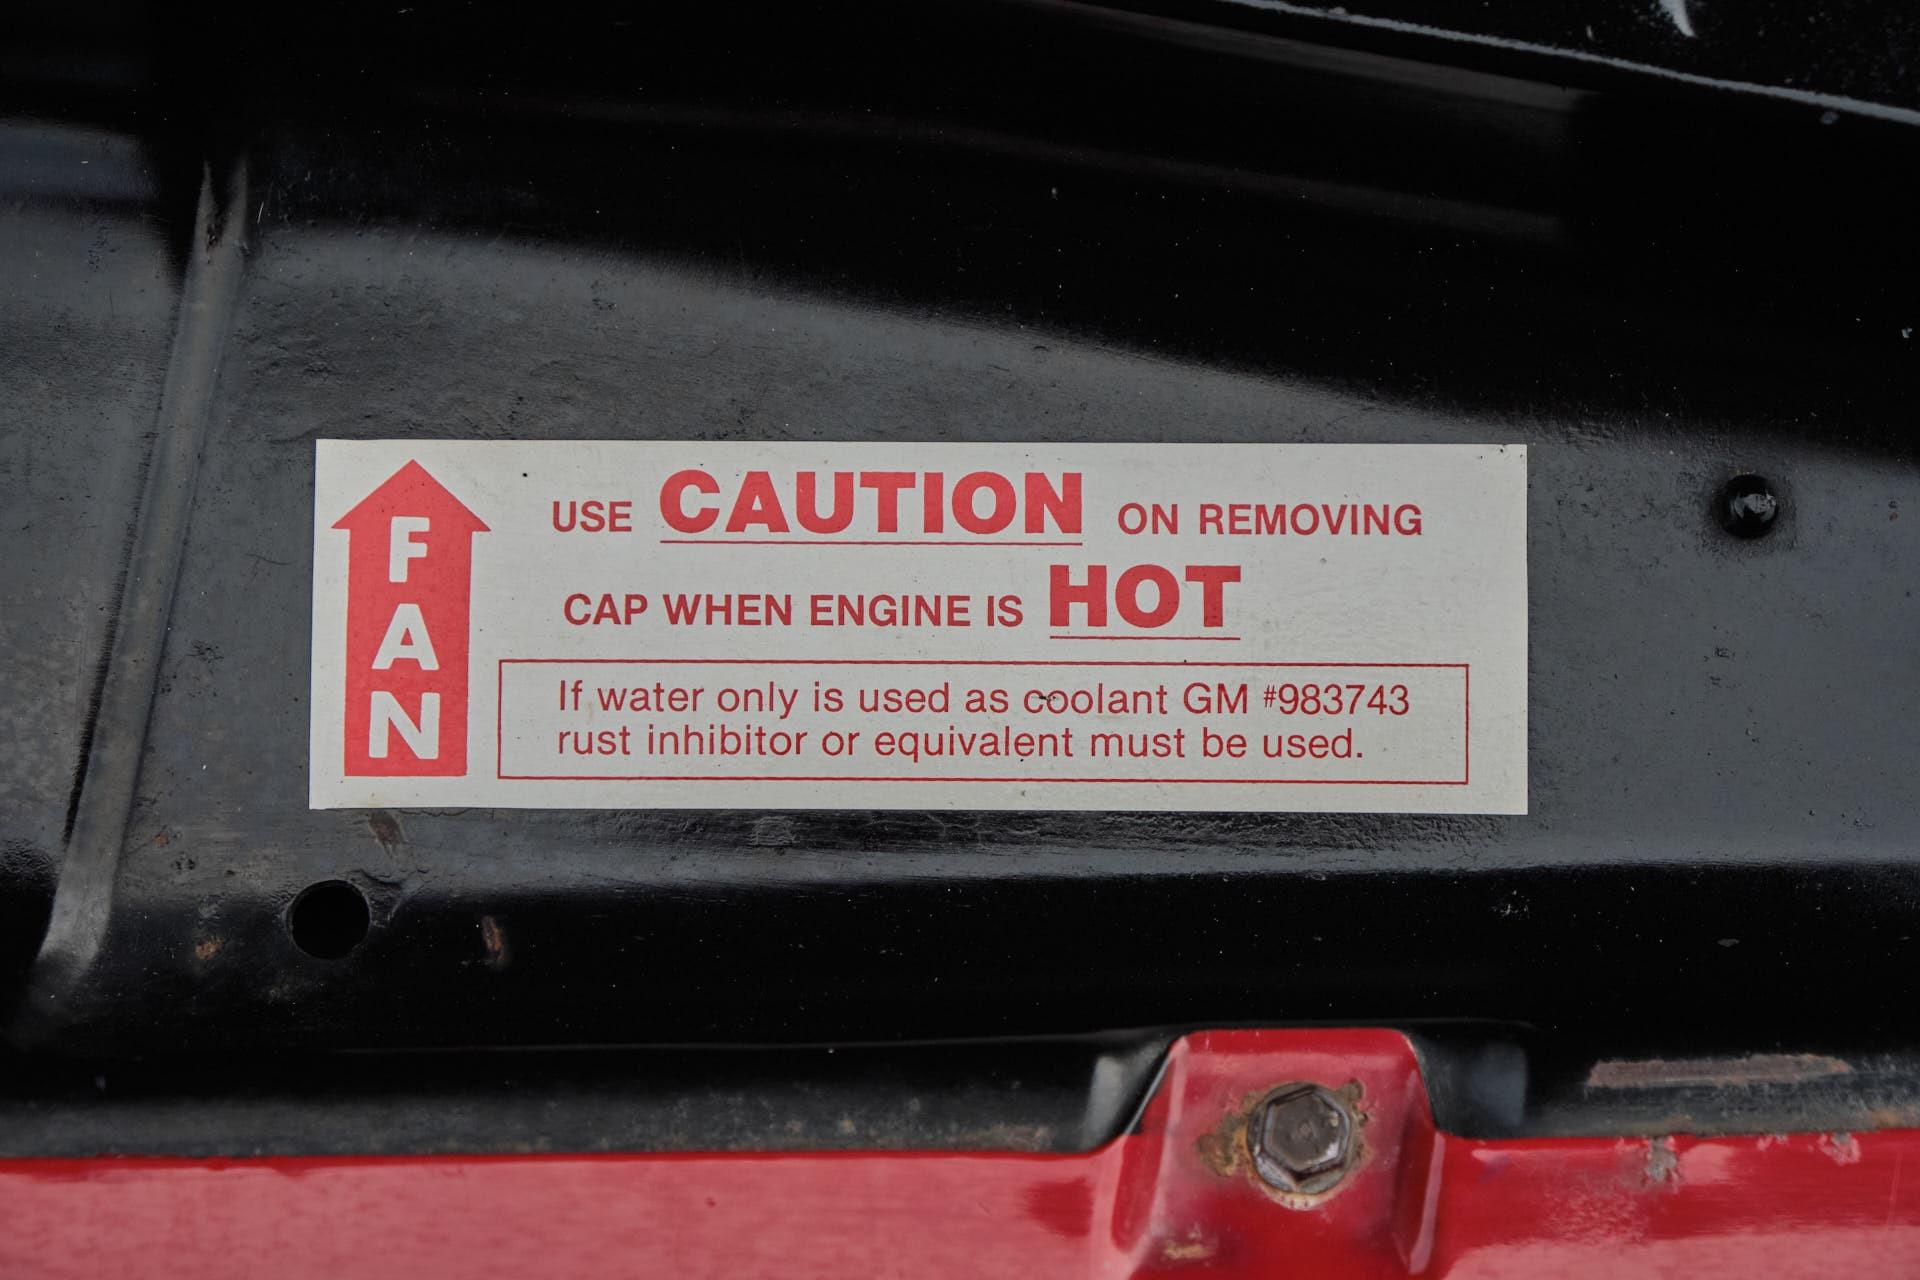 FAN
USE CAUTION ON REMOVING
CAP WHEN ENGINE IS HOT
If water only is used as coolant GM #983743
rust inhibitor or equivalent must be used.